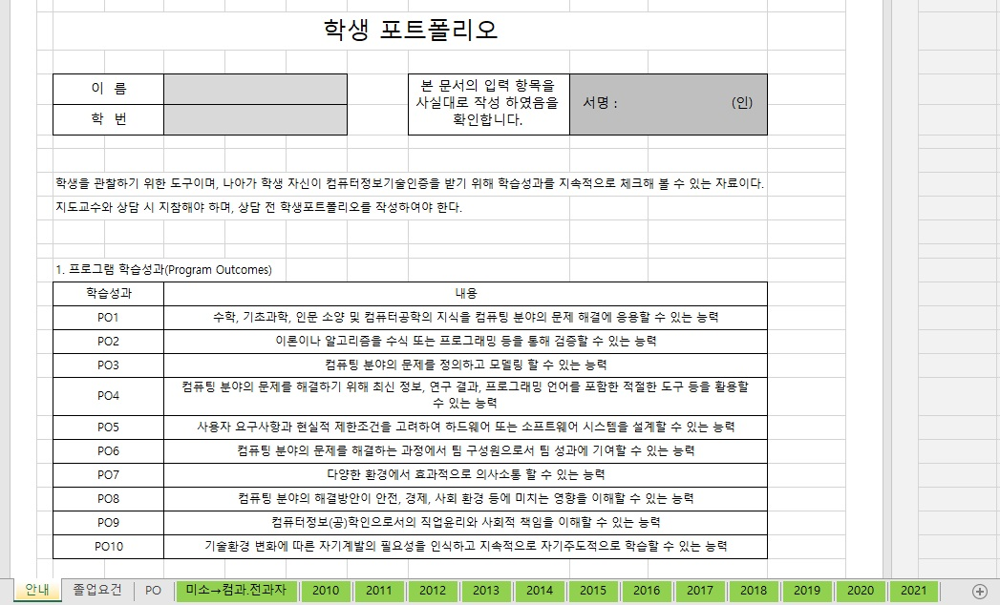 학생 포트폴리오
이 름
학 번
본 문서의 입력 항목을
사실대로 작성 하였음을
확인합니다.
서명 : (인)
학생을 관찰하기 위한 도구이며, 나아가 학생 자신이 컴퓨터정보기술인증을 받기 위해 학습성과를 지속적으로 체크해 볼 수 있는 자료이다.
지도교수와 상담 시 지참해야 하며, 상담 전 학생포트폴리오를 작성하여야 한다.
1. 프로그램 학습성과(Program Outcomes)
학습성과 내용
PO1 수학, 기초과학, 인문 소양 및 컴퓨터공학의 지식을 컴퓨팅 분야의 문제 해결에 응용할 수 있는 능력
PO2 이론이나 알고리즘을 수식 또는 프로그래밍 등을 통해 검증할 수 있는 능력
PO3 컴퓨팅 분야의 문제를 정의하고 모델링 할 수 있는 능력
PO4 컴퓨팅 분야의 문제를 해결하기 위해 최신 정보, 연구 결과, 프로그래밍 언어를 포함한 적절한 도구 등을 활용할
수 있는 능력
PO5 사용자 요구사항과 현실적 제한조건을 고려하여 하드웨어 또는 소프트웨어 시스템을 설계할 수 있는 능력
PO6 컴퓨팅 분야의 문제를 해결하는 과정에서 팀 구성원으로서 팀 성과에 기여할 수 있는 능력
PO7 다양한 환경에서 효과적으로 의사소통 할 수 있는 능력
PO8 컴퓨팅 분야의 해결방안이 안전, 경제, 사회 환경 등에 미치는 영향을 이해할 수 있는 능력
PO9 컴퓨터정보(공)학인으로서의 직업윤리와 사회적 책임을 이해할 수 있는 능력
PO10 기술환경 변화에 따른 자기계발의 필요성을 인식하고 지속적으로 자기주도적으로 학습할 수 있는 능력
안내 졸업요건 PO 미소→컴과.전과자 2010 2011 2012 2013 2014 2015 2016 2017 2018 2019 2020 2021